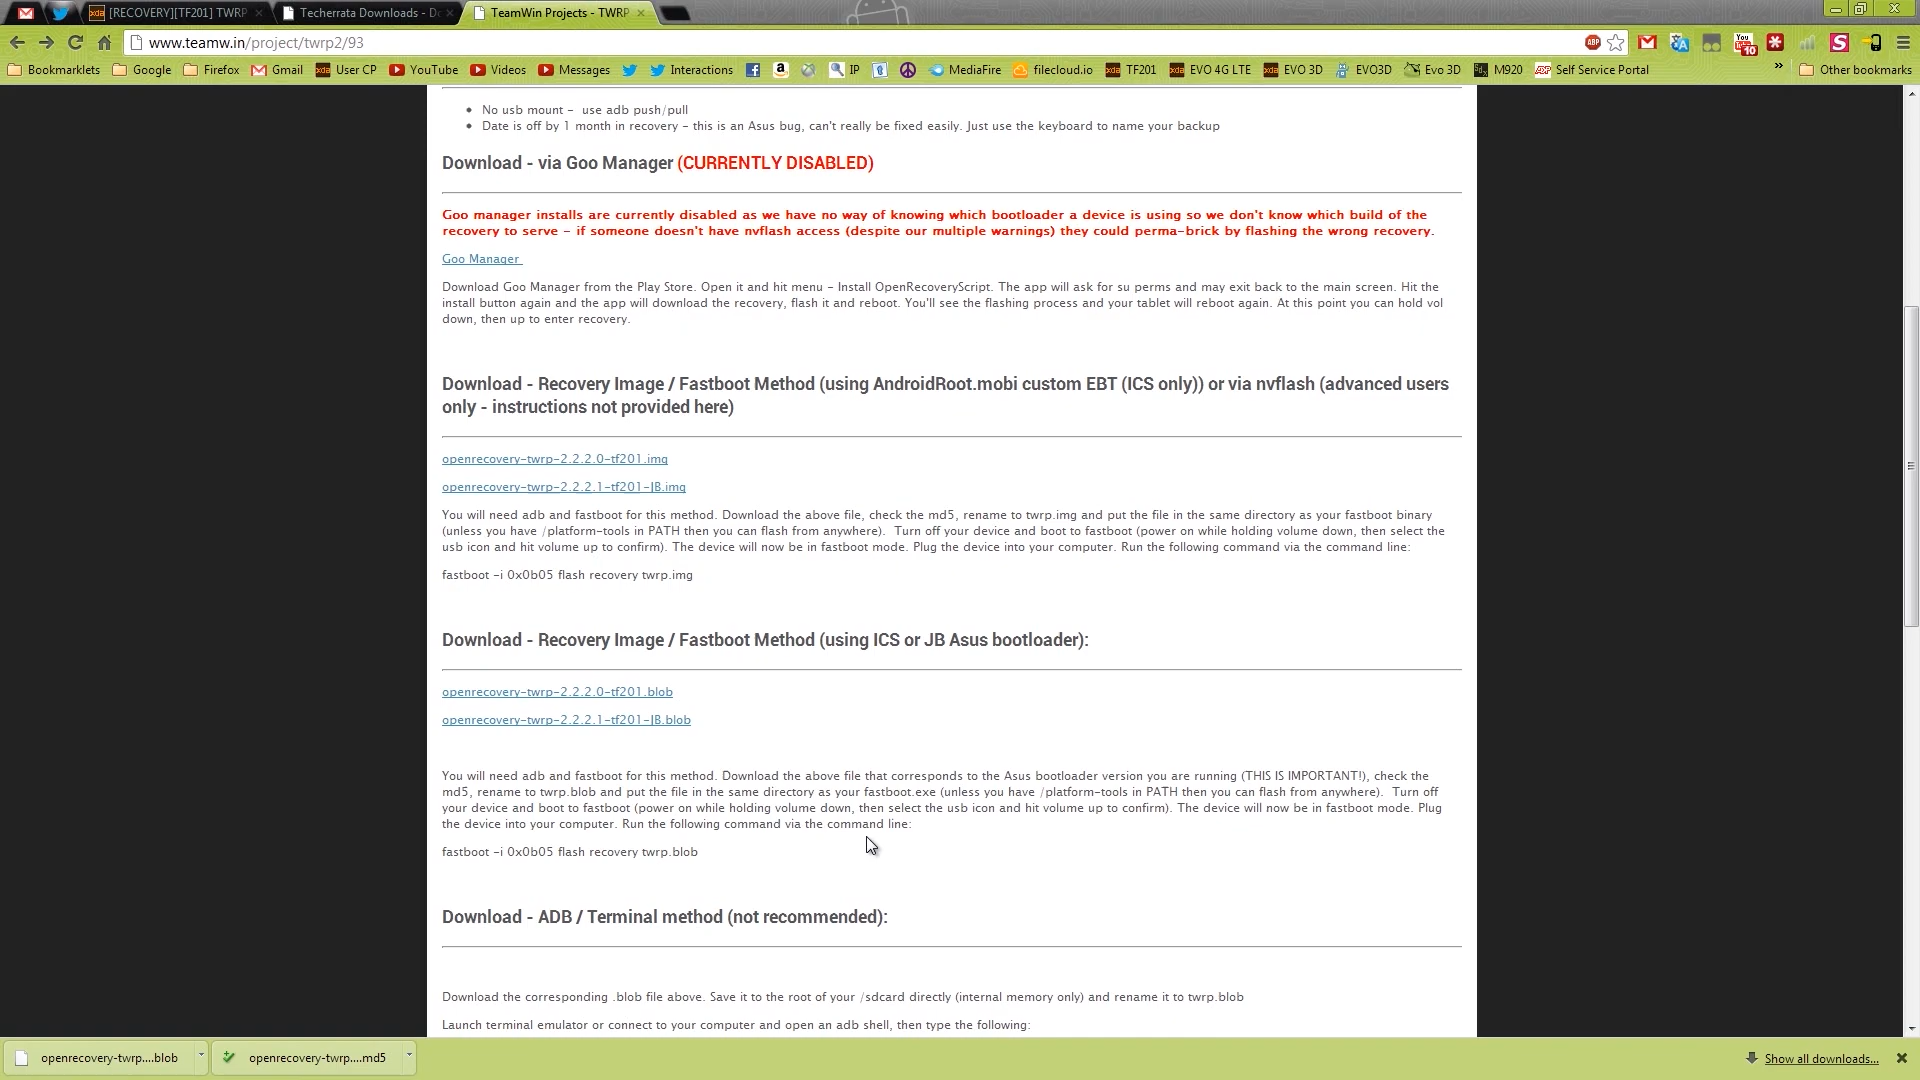 [RECOVERY][TF201] TWRP
Techerrata Downloads - Do
TeamWin Projects - TWRP
www.teamw.in/project/twrp2/93
ABP
You
10
S
Bookmarklets
Google
Firefox
Gmail
xda
User CP
YouTube
Videos
Messages
Interactions
IP
MediaFire
filecloud.io
xda
TF201
xda
EVO 4G LTE
xda
EVO 3D
EVO3D
Evo 3D
M920
Self Service Portal
»
Other bookmarks
• No usb mount - use adb push/pull
• Date is off by 1 month in recovery - this is an Asus bug, can't really be fixed easily. Just use the keyboard to name your backup
Download - via Goo Manager (CURRENTLY DISABLED)
Goo manager installs are currently disabled as we have no way of knowing which bootloader a device is using so we don't know which build of the
recovery to serve - if someone doesn't have nvflash access (despite our multiple warnings) they could perma-brick by flashing the wrong recovery.
Goo Manager
Download Goo Manager from the Play Store. Open it and hit menu - Install OpenRecoveryScript. The app will ask for su perms and may exit back to the main screen. Hit the
install button again and the app will download the recovery, flash it and reboot. You'll see the flashing process and your tablet will reboot again. At this point you can hold vol
down, then up to enter recovery.
Download - Recovery Image / Fastboot Method (using AndroidRoot.mobi custom EBT (ICS only)) or via nvflash (advanced users
only - instructions not provided here)
openrecovery-twrp-2.2.2.0-tf201.img
openrecovery-twrp-2.2.2.1-tf201-JB.img
You will need adb and fastboot for this method. Download the above file, check the md5, rename to twrp.img and put the file in the same directory as your fastboot binary
(unless you have /platform-tools in PATH then you can flash from anywhere). Turn off your device and boot to fastboot (power on while holding volume down, then select the
usb icon and hit volume up to confirm). The device will now be in fastboot mode. Plug the device into your computer. Run the following command via the command line:
fastboot -i 0x0b05 flash recovery twrp.img
Download - Recovery Image / Fastboot Method (using ICS or JB Asus bootloader):
openrecovery-twrp-2.2.2.0-tf201.blob
openrecovery-twrp-2.2.2.1-tf201-JB.blob
You will need adb and fastboot for this method. Download the above file that corresponds to the Asus bootloader version you are running (THIS IS IMPORTANT!), check the
md5, rename to twrp.blob and put the file in the same directory as your fastboot.exe (unless you have /platform-tools in PATH then you can flash from anywhere). Turn off
your device and boot to fastboot (power on while holding volume down, then select the usb icon and hit volume up to confirm). The device will now be in fastboot mode. Plug
the device into your computer. Run the following command via the command line:
fastboot -i 0x0b05 flash recovery twrp.blob
Download - ADB / Terminal method (not recommended):
Download the corresponding .blob file above. Save it to the root of your /sdcard directly (internal memory only) and rename it to twrp.blob
Launch terminal emulator or connect to your computer and open an adb shell, then type the following:
openrecovery-twrp....blob
openrecovery-twrp....md5
Show all downloads...